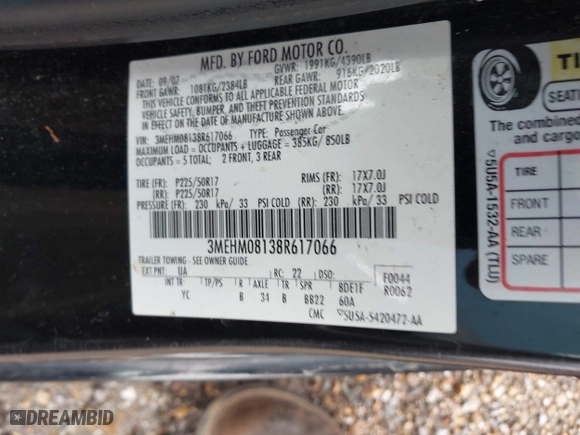 MFD. BY FORD MOTOR CO.
DATE: 09/07 GVWR: 1991KG/4390LB
FRONT GAWR: 1081KG/2384LB REAR GAWR: 916KG/2020LB
THIS VEHICLE CONFORMS TO ALL APPLICABLE FEDERAL MOTOR
VEHICLE SAFETY, BUMPER, AND THEFT PREVENTION STANDARDS
IN EFFECT ON THE DATE OF MANUFACTURE SHOWN ABOVE.
VIN: 3MEHM08138R617066 TYPE: Passenger Car
MAXIMUM LOAD = OCCUPANTS + LUGGAGE = 385KG/ 850LB
OCCUPANTS = 5 TOTAL: 2 FRONT, 3 REAR
TIRE (FR): P225/50R17 RIMS (FR): 17X7.0J
(RR): P225/50R17 (RR): 17X7.0J
PRESSURE (FR): 230 kPa/ 33 PSI COLD (RR): 230 kPa/ 33 PSI COLD
3MEHM08138R617066
TRAILER TOWING - SEE OWNER GUIDE
EXT PNT: UA RC: 22 DSO: F0044
INT TR TP/PS R AXLE TR SPR 8DE1F R0062
YC B 34 B BB22 60A
CMC ▽5U5A-5420472-AA
TI
SEATI
The combined
and cargo
TIRE
FRONT
REAR
SPARE
▽5U5A-1532-AA (TLU)
DREAMBID